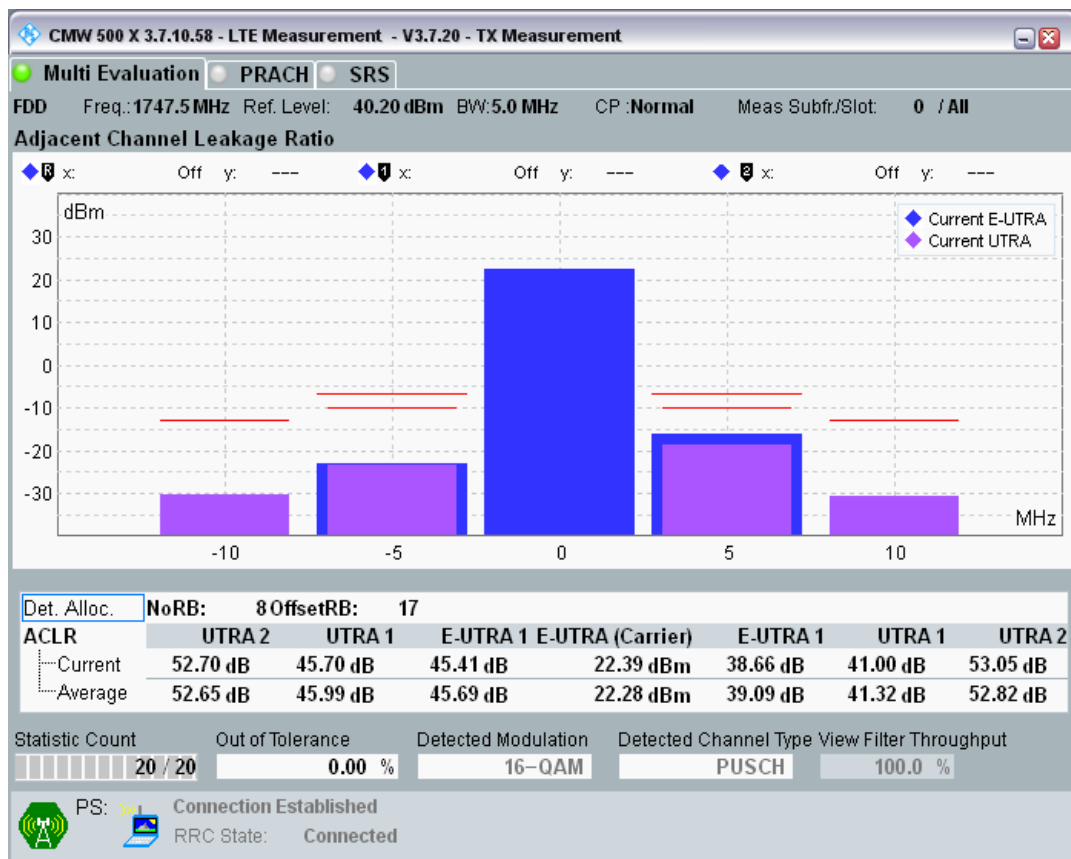 CMW 500 X 3.7.10.58 - LTE Measurement - V3.7.20 - TX Measurement
Multi Evaluation PRACH SRS
FDD Freq.:1747.5 MHz Ref. Level: 40.20 dBm BW:5.0 MHz CP :Normal Meas Subfr./Slot: 0 / All
Adjacent Channel Leakage Ratio
R x: Off y: --- 1 x: Off y: --- 2 x: Off y: ---
dBm
Current E-UTRA
Current UTRA
30
20
10
0
-10
-20
-30
MHz
-10 -5 0 5 10
Det. Alloc. NoRB: 8 OffsetRB: 17
ACLR UTRA 2 UTRA 1 E-UTRA 1 E-UTRA (Carrier) E-UTRA 1 UTRA 1 UTRA 2
Current 52.70 dB 45.70 dB 45.41 dB 22.39 dBm 38.66 dB 41.00 dB 53.05 dB
Average 52.65 dB 45.99 dB 45.69 dB 22.28 dBm 39.09 dB 41.32 dB 52.82 dB
Statistic Count Out of Tolerance Detected Modulation Detected Channel Type View Filter Throughput
20 / 20 0.00 % 16-QAM PUSCH 100.0 %
PS: Connection Established
RRC State: Connected